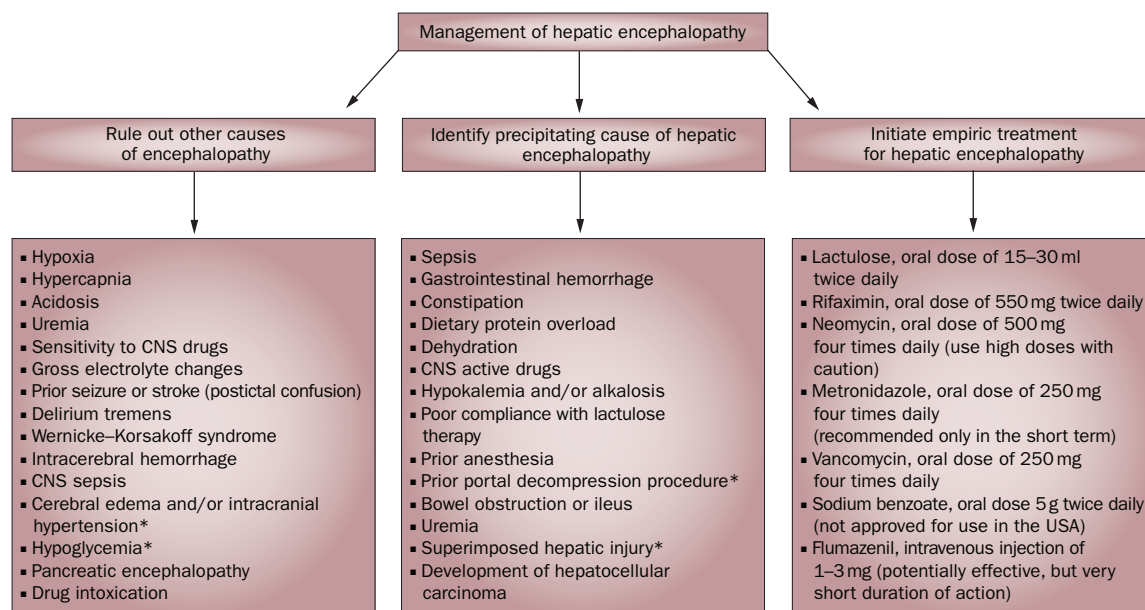 Management of hepatic encephalopathy
Rule out other causes
of encephalopathy
Identify precipitating cause of hepatic
encephalopathy
Initiate empiric treatment
for hepatic encephalopathy
▪ Hypoxia
▪ Hypercapnia
▪ Acidosis
▪ Uremia
▪ Sensitivity to CNS drugs
▪ Gross electrolyte changes
▪ Prior seizure or stroke (postictal confusion)
▪ Delirium tremens
▪ Wernicke–Korsakoff syndrome
▪ Intracerebral hemorrhage
▪ CNS sepsis
▪ Cerebral edema and/or intracranial
hypertension*
▪ Hypoglycemia*
▪ Pancreatic encephalopathy
▪ Drug intoxication
▪ Sepsis
▪ Gastrointestinal hemorrhage
▪ Constipation
▪ Dietary protein overload
▪ Dehydration
▪ CNS active drugs
▪ Hypokalemia and/or alkalosis
▪ Poor compliance with lactulose
therapy
▪ Prior anesthesia
▪ Prior portal decompression procedure*
▪ Bowel obstruction or ileus
▪ Uremia
▪ Superimposed hepatic injury*
▪ Development of hepatocellular
carcinoma
▪ Lactulose, oral dose of 15–30 ml
twice daily
▪ Rifaximin, oral dose of 550 mg twice daily
▪ Neomycin, oral dose of 500 mg
four times daily (use high doses with
caution)
▪ Metronidazole, oral dose of 250 mg
four times daily
(recommended only in the short term)
▪ Vancomycin, oral dose of 250 mg
four times daily
▪ Sodium benzoate, oral dose 5 g twice daily
(not approved for use in the USA)
▪ Flumazenil, intravenous injection of
1–3 mg (potentially effective, but very
short duration of action)